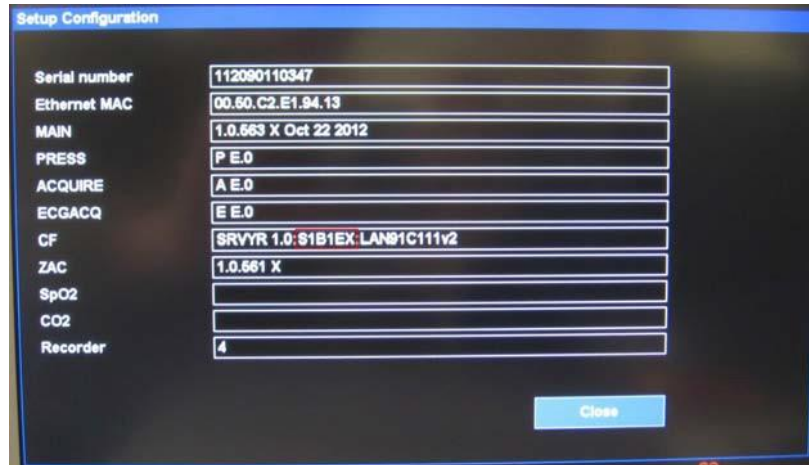 Setup Configuration
Serial number 112090110347
Ethernet MAC 00.50.C2.E1.94.13
MAIN 1.0.563 X Oct 22 2012
PRESS P E.0
ACQUIRE A E.0
ECGACQ E E.0
CF SRVYR 1.0:S1B1EX:LAN91C111v2
ZAC 1.0.561 X
SpO2
CO2
Recorder 4
Close